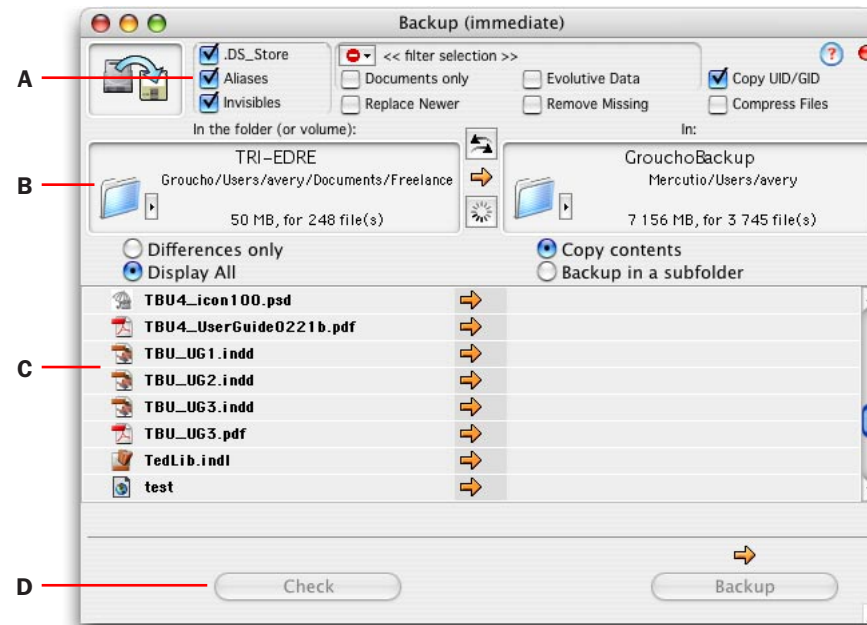 Backup (immediate)
.DS_Store
<< filter selection >>
?
A
Aliases
Documents only
Evolutive Data
Copy UID/GID
Invisibles
Replace Newer
Remove Missing
Compress Files
In the folder (or volume):
In:
B
TRI-EDRE
Groucho/Users/avery/Documents/Freelance
50 MB, for 248 file(s)
GrouchoBackup
Mercutio/Users/avery
7 156 MB, for 3 745 file(s)
Differences only
Display All
Copy contents
Backup in a subfolder
TBU4_icon100.psd
TBU4_UserGuide0221b.pdf
TBU_UG1.indd
C
TBU_UG2.indd
TBU_UG3.indd
TBU_UG3.pdf
TedLib.indl
test
D
Check
Backup